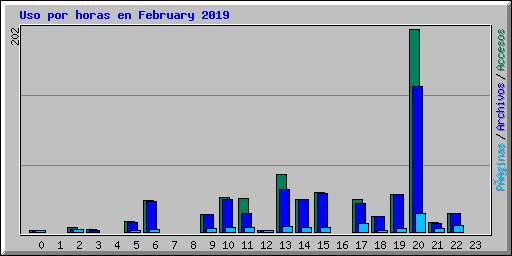 Uso por horas en February 2019
202
Páginas / Archivos / Accesos
0 1 2 3 4 5 6 7 8 9 10 11 12 13 14 15 16 17 18 19 20 21 22 23